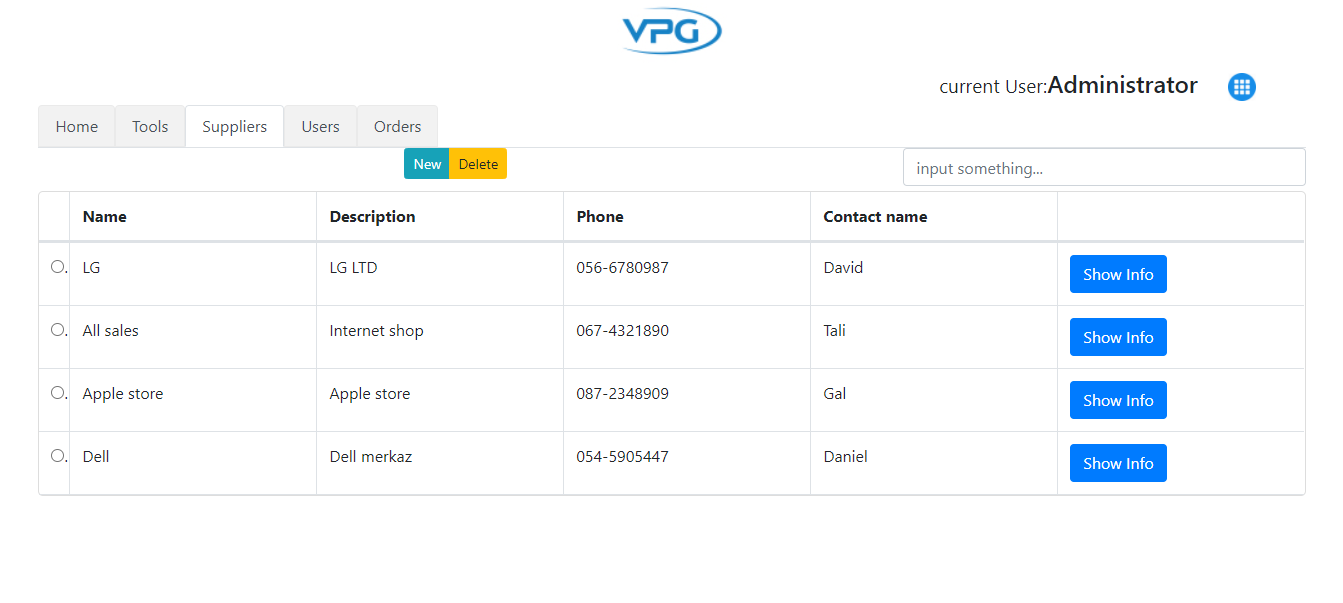 VPG
current User:Administrator
Home Tools Suppliers Users Orders
New Delete input something...
Name Description Phone Contact name
. LG LG LTD 056-6780987 David Show Info
. All sales Internet shop 067-4321890 Tali Show Info
. Apple store Apple store 087-2348909 Gal Show Info
. Dell Dell merkaz 054-5905447 Daniel Show Info